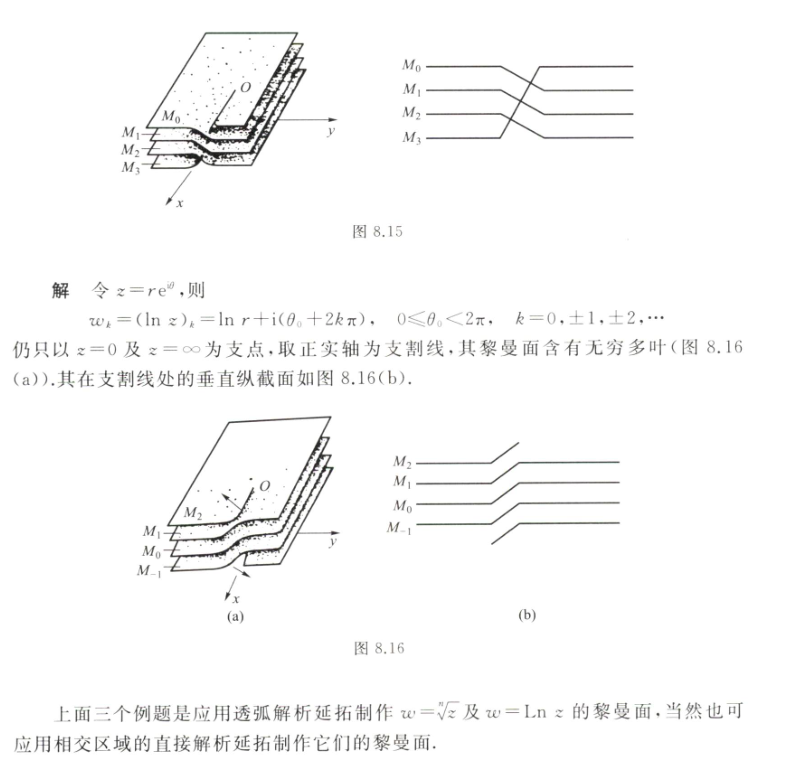 O
M₀
M₁
M₂
M₃
y
x
M₀
M₁
M₂
M₃
图 8.15
解 令 z=re^{iθ},则
w_k=(ln z)_k=ln r+i(θ₀+2kπ), 0≤θ₀<2π, k=0,±1,±2,…
仍只以 z=0 及 z=∞为支点,取正实轴为支割线,其黎曼面含有无穷多叶(图 8.16
(a)).其在支割线处的垂直纵截面如图 8.16(b).
O
M₂
M₁
M₀
M₋₁
y
x
(a)
M₂
M₁
M₀
M₋₁
(b)
图 8.16
上面三个例题是应用透弧解析延拓制作 w=ⁿ√z 及 w=Ln z 的黎曼面,当然也可
应用相交区域的直接解析延拓制作它们的黎曼面.